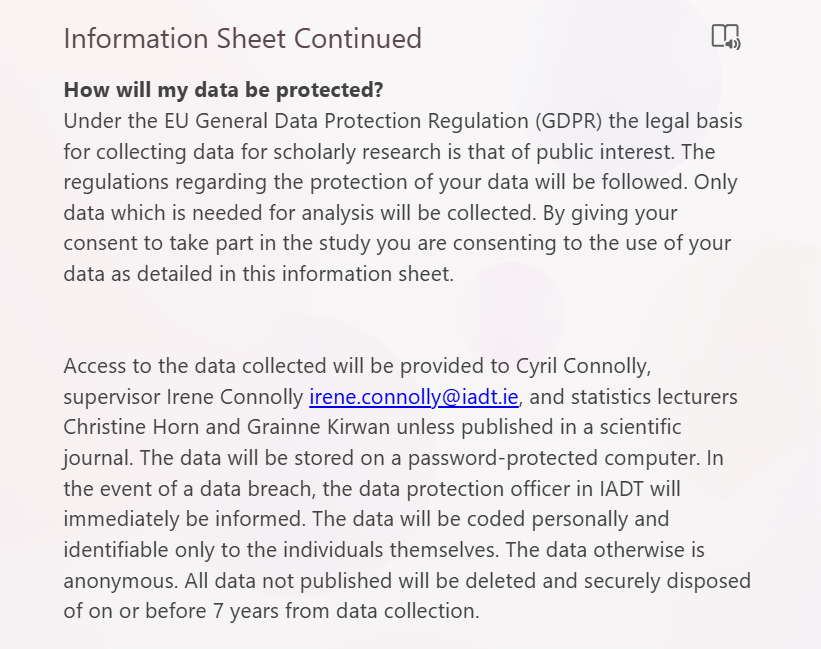 Information Sheet Continued
How will my data be protected?
Under the EU General Data Protection Regulation (GDPR) the legal basis
for collecting data for scholarly research is that of public interest. The
regulations regarding the protection of your data will be followed. Only
data which is needed for analysis will be collected. By giving your
consent to take part in the study you are consenting to the use of your
data as detailed in this information sheet.
Access to the data collected will be provided to Cyril Connolly,
supervisor Irene Connolly irene.connolly@iadt.ie, and statistics lecturers
Christine Horn and Grainne Kirwan unless published in a scientific
journal. The data will be stored on a password-protected computer. In
the event of a data breach, the data protection officer in IADT will
immediately be informed. The data will be coded personally and
identifiable only to the individuals themselves. The data otherwise is
anonymous. All data not published will be deleted and securely disposed
of on or before 7 years from data collection.